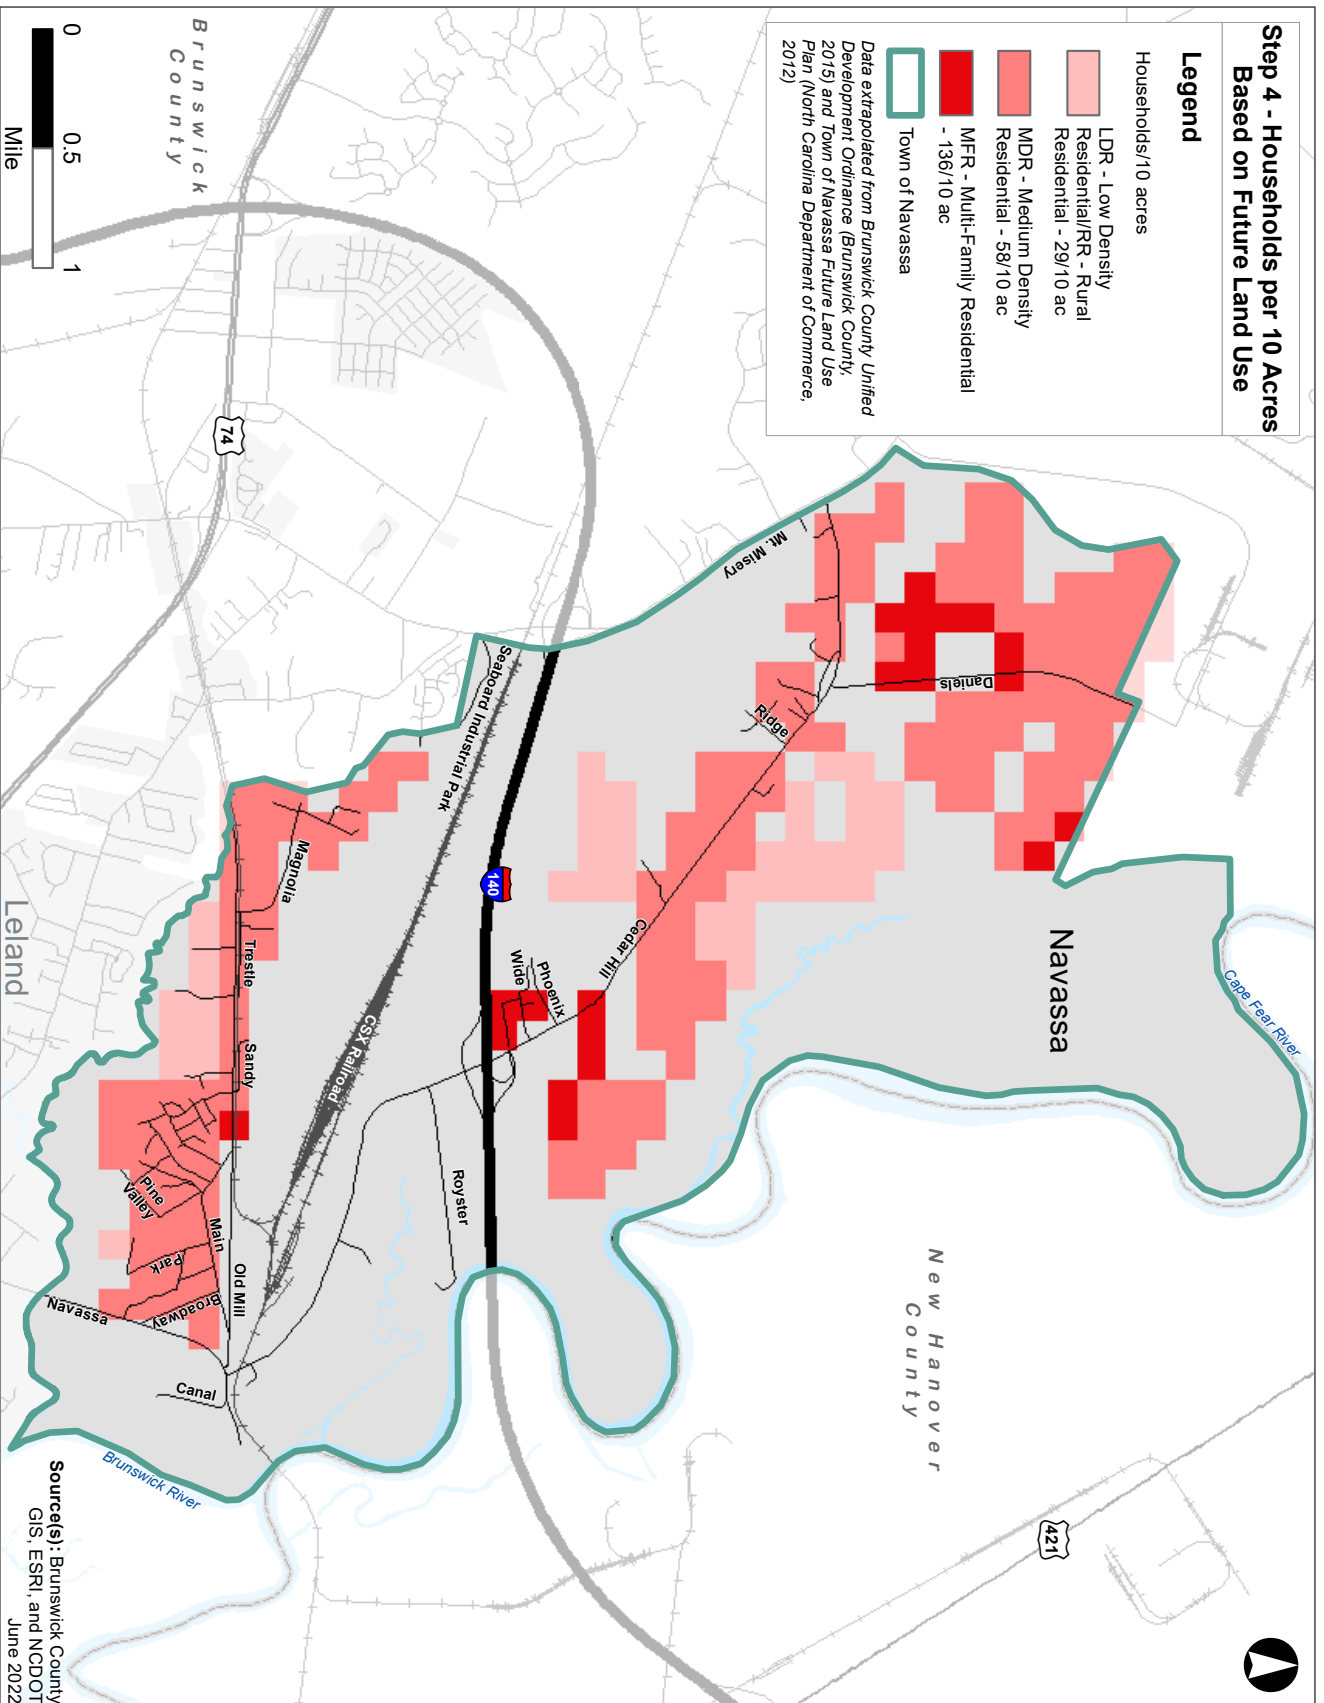 Step 4 - Households per 10 Acres
Based on Future Land Use
Legend
Households/10 acres
LDR - Low Density
Residential/RR - Rural
Residential - 29/10 ac
MDR - Medium Density
Residential - 58/10 ac
MFR - Multi-Family Residential
- 136/10 ac
Town of Navassa
Data extrapolated from Brunswick County Unified
Development Ordinance (Brunswick County,
2015) and Town of Navassa Future Land Use
Plan (North Carolina Department of Commerce,
2012)
Navassa
Cape Fear River
New Hanover
County
421
Mt. Misery
Daniels
Ridge
Cedar Hill
Phoenix
Wide
140
Royster
Seaboard Industrial Park
CSX Railroad
Magnolia
Trestle
Sandy
Pine
Valley
Main
Park
Old Mill
Broadway
Navassa
Canal
Brunswick River
74
Leland
Brunswick
County
0 0.5 1
Mile
Source(s): Brunswick County
GIS, ESRI, and NCDOT
June 2022